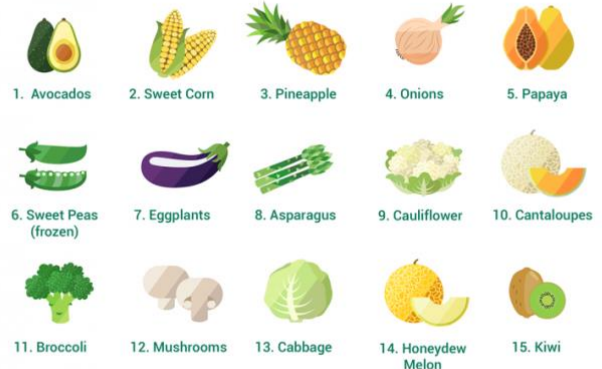 1. Avocados
2. Sweet Corn
3. Pineapple
4. Onions
5. Papaya
6. Sweet Peas
(frozen)
7. Eggplants
8. Asparagus
9. Cauliflower
10. Cantaloupes
11. Broccoli
12. Mushrooms
13. Cabbage
14. Honeydew
Melon
15. Kiwi